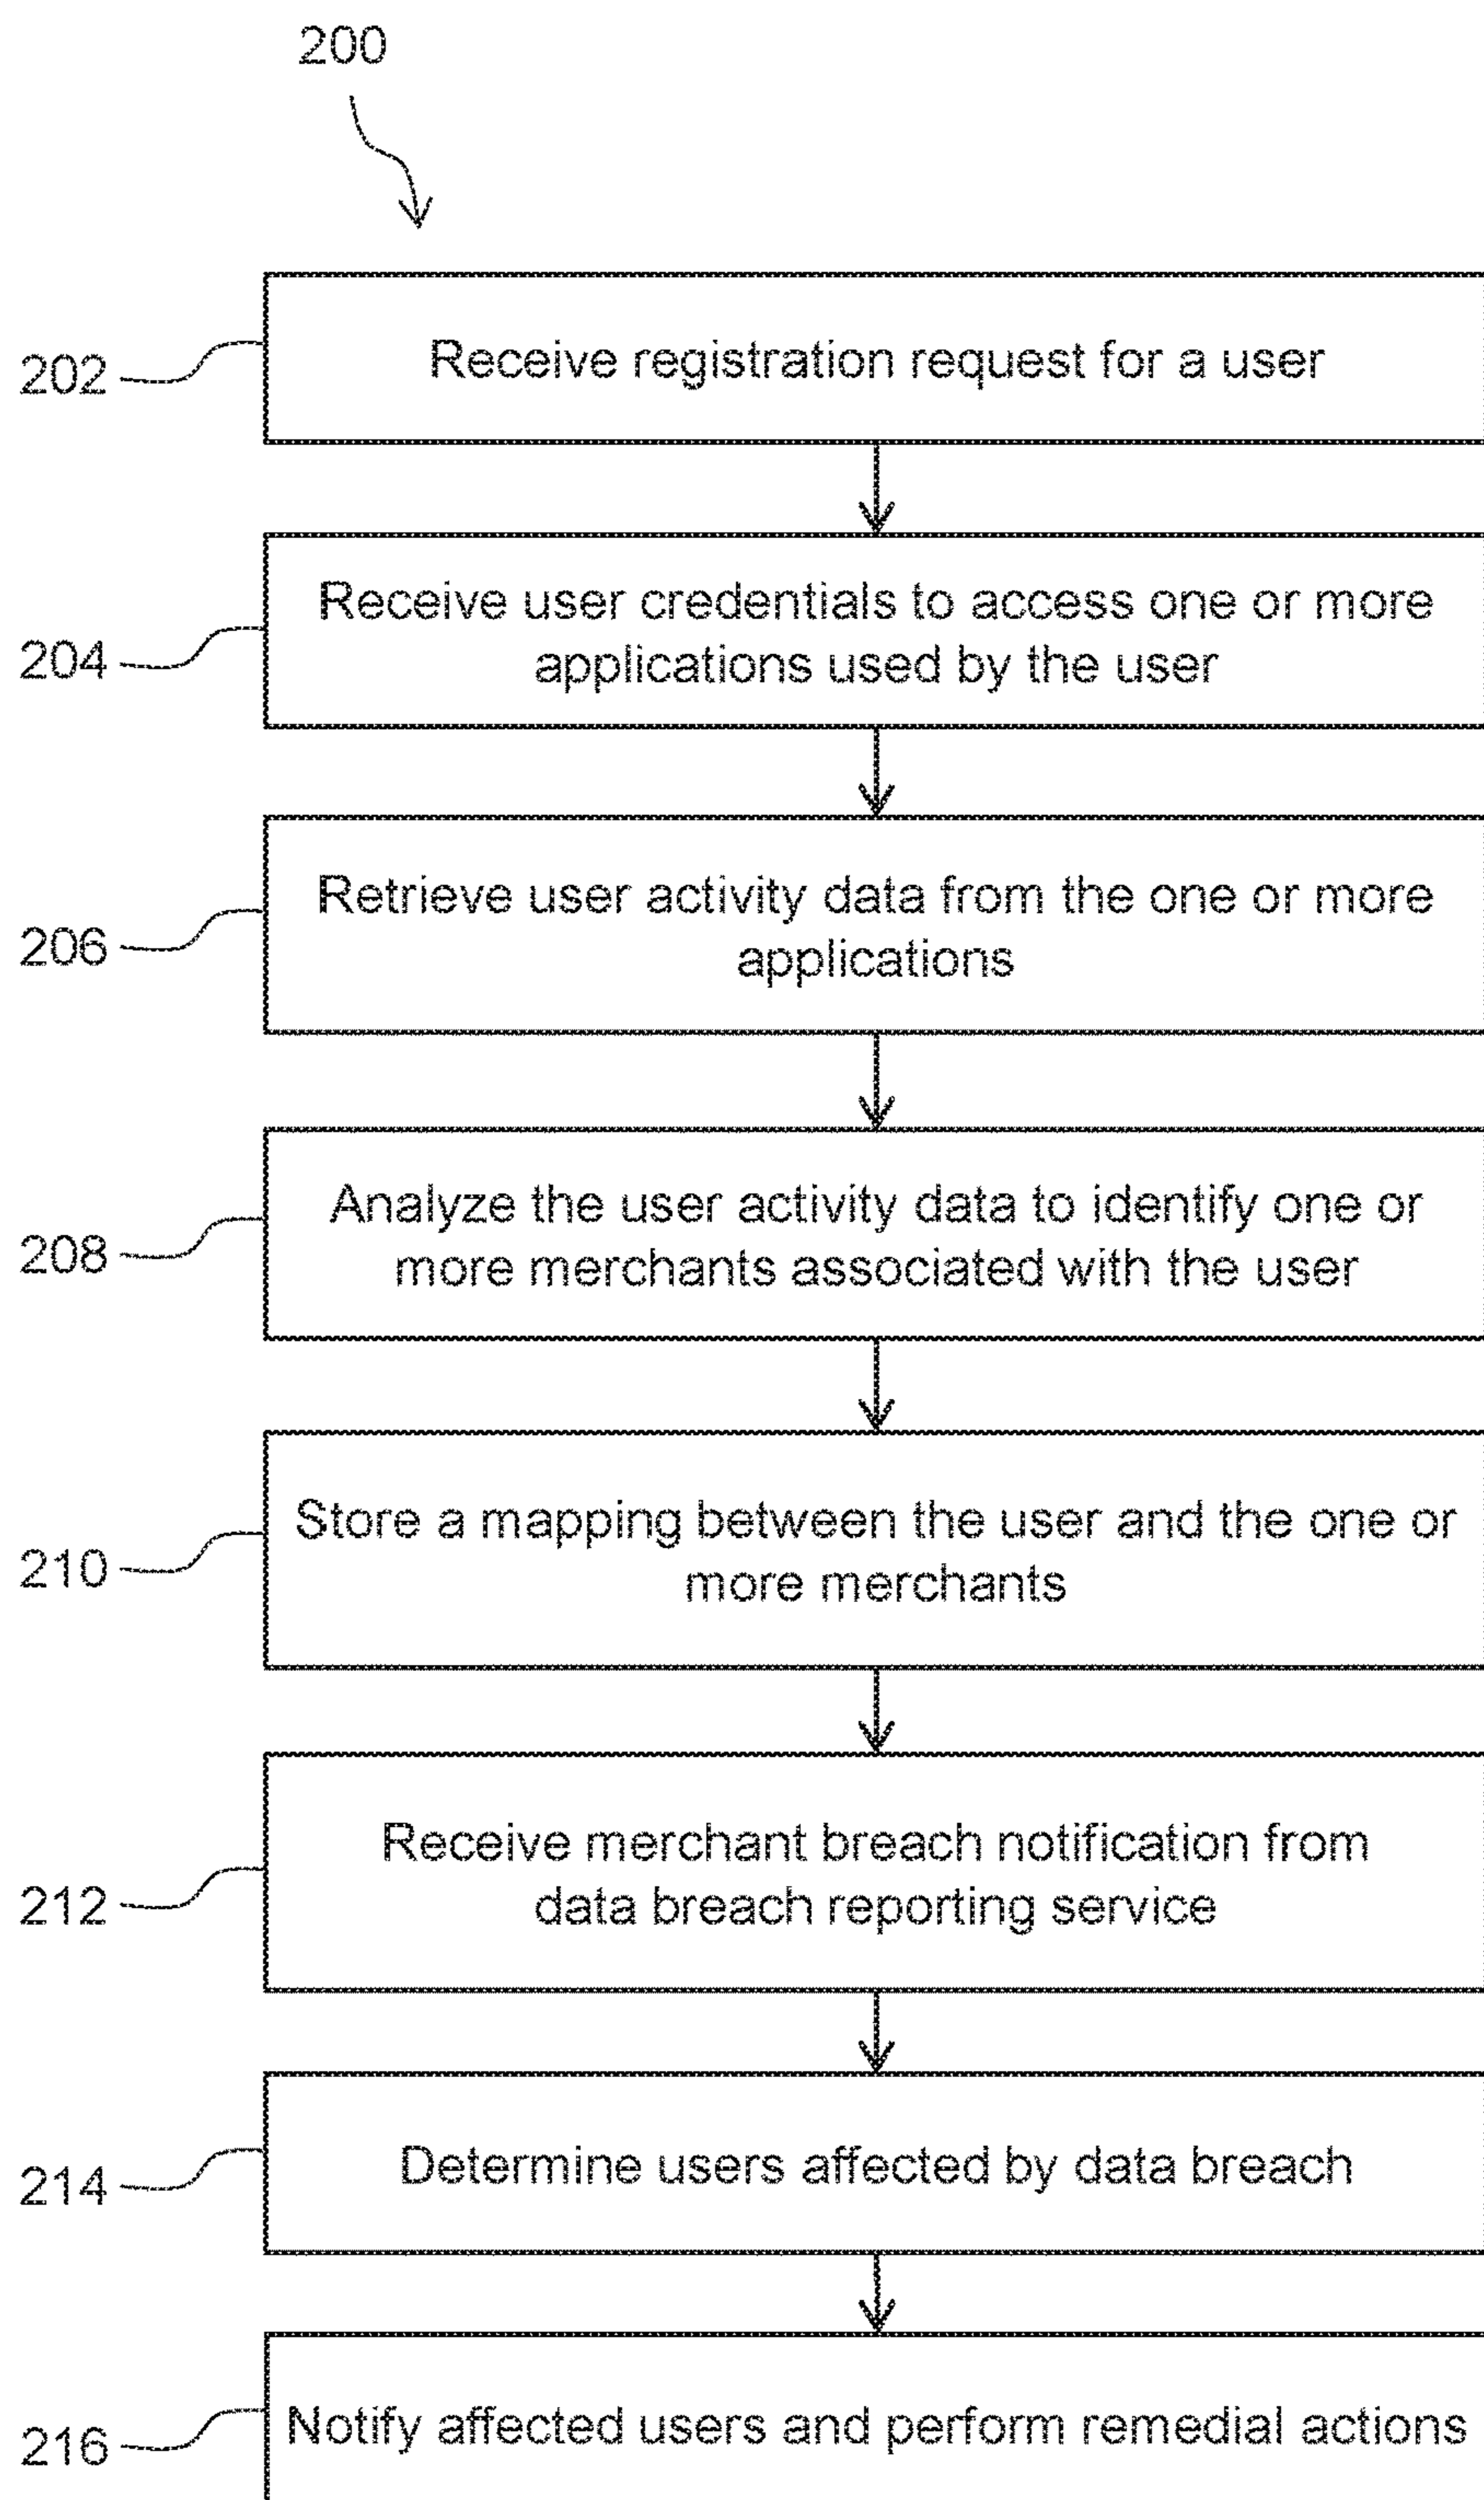 200
202
Receive registration request for a user
204
Receive user credentials to access one or more
applications used by the user
206
Retrieve user activity data from the one or more
applications
208
Analyze the user activity data to identify one or
more merchants associated with the user
210
Store a mapping between the user and the one or
more merchants
212
Receive merchant breach notification from
data breach reporting service
214
Determine users affected by data breach
216
Notify affected users and perform remedial actions